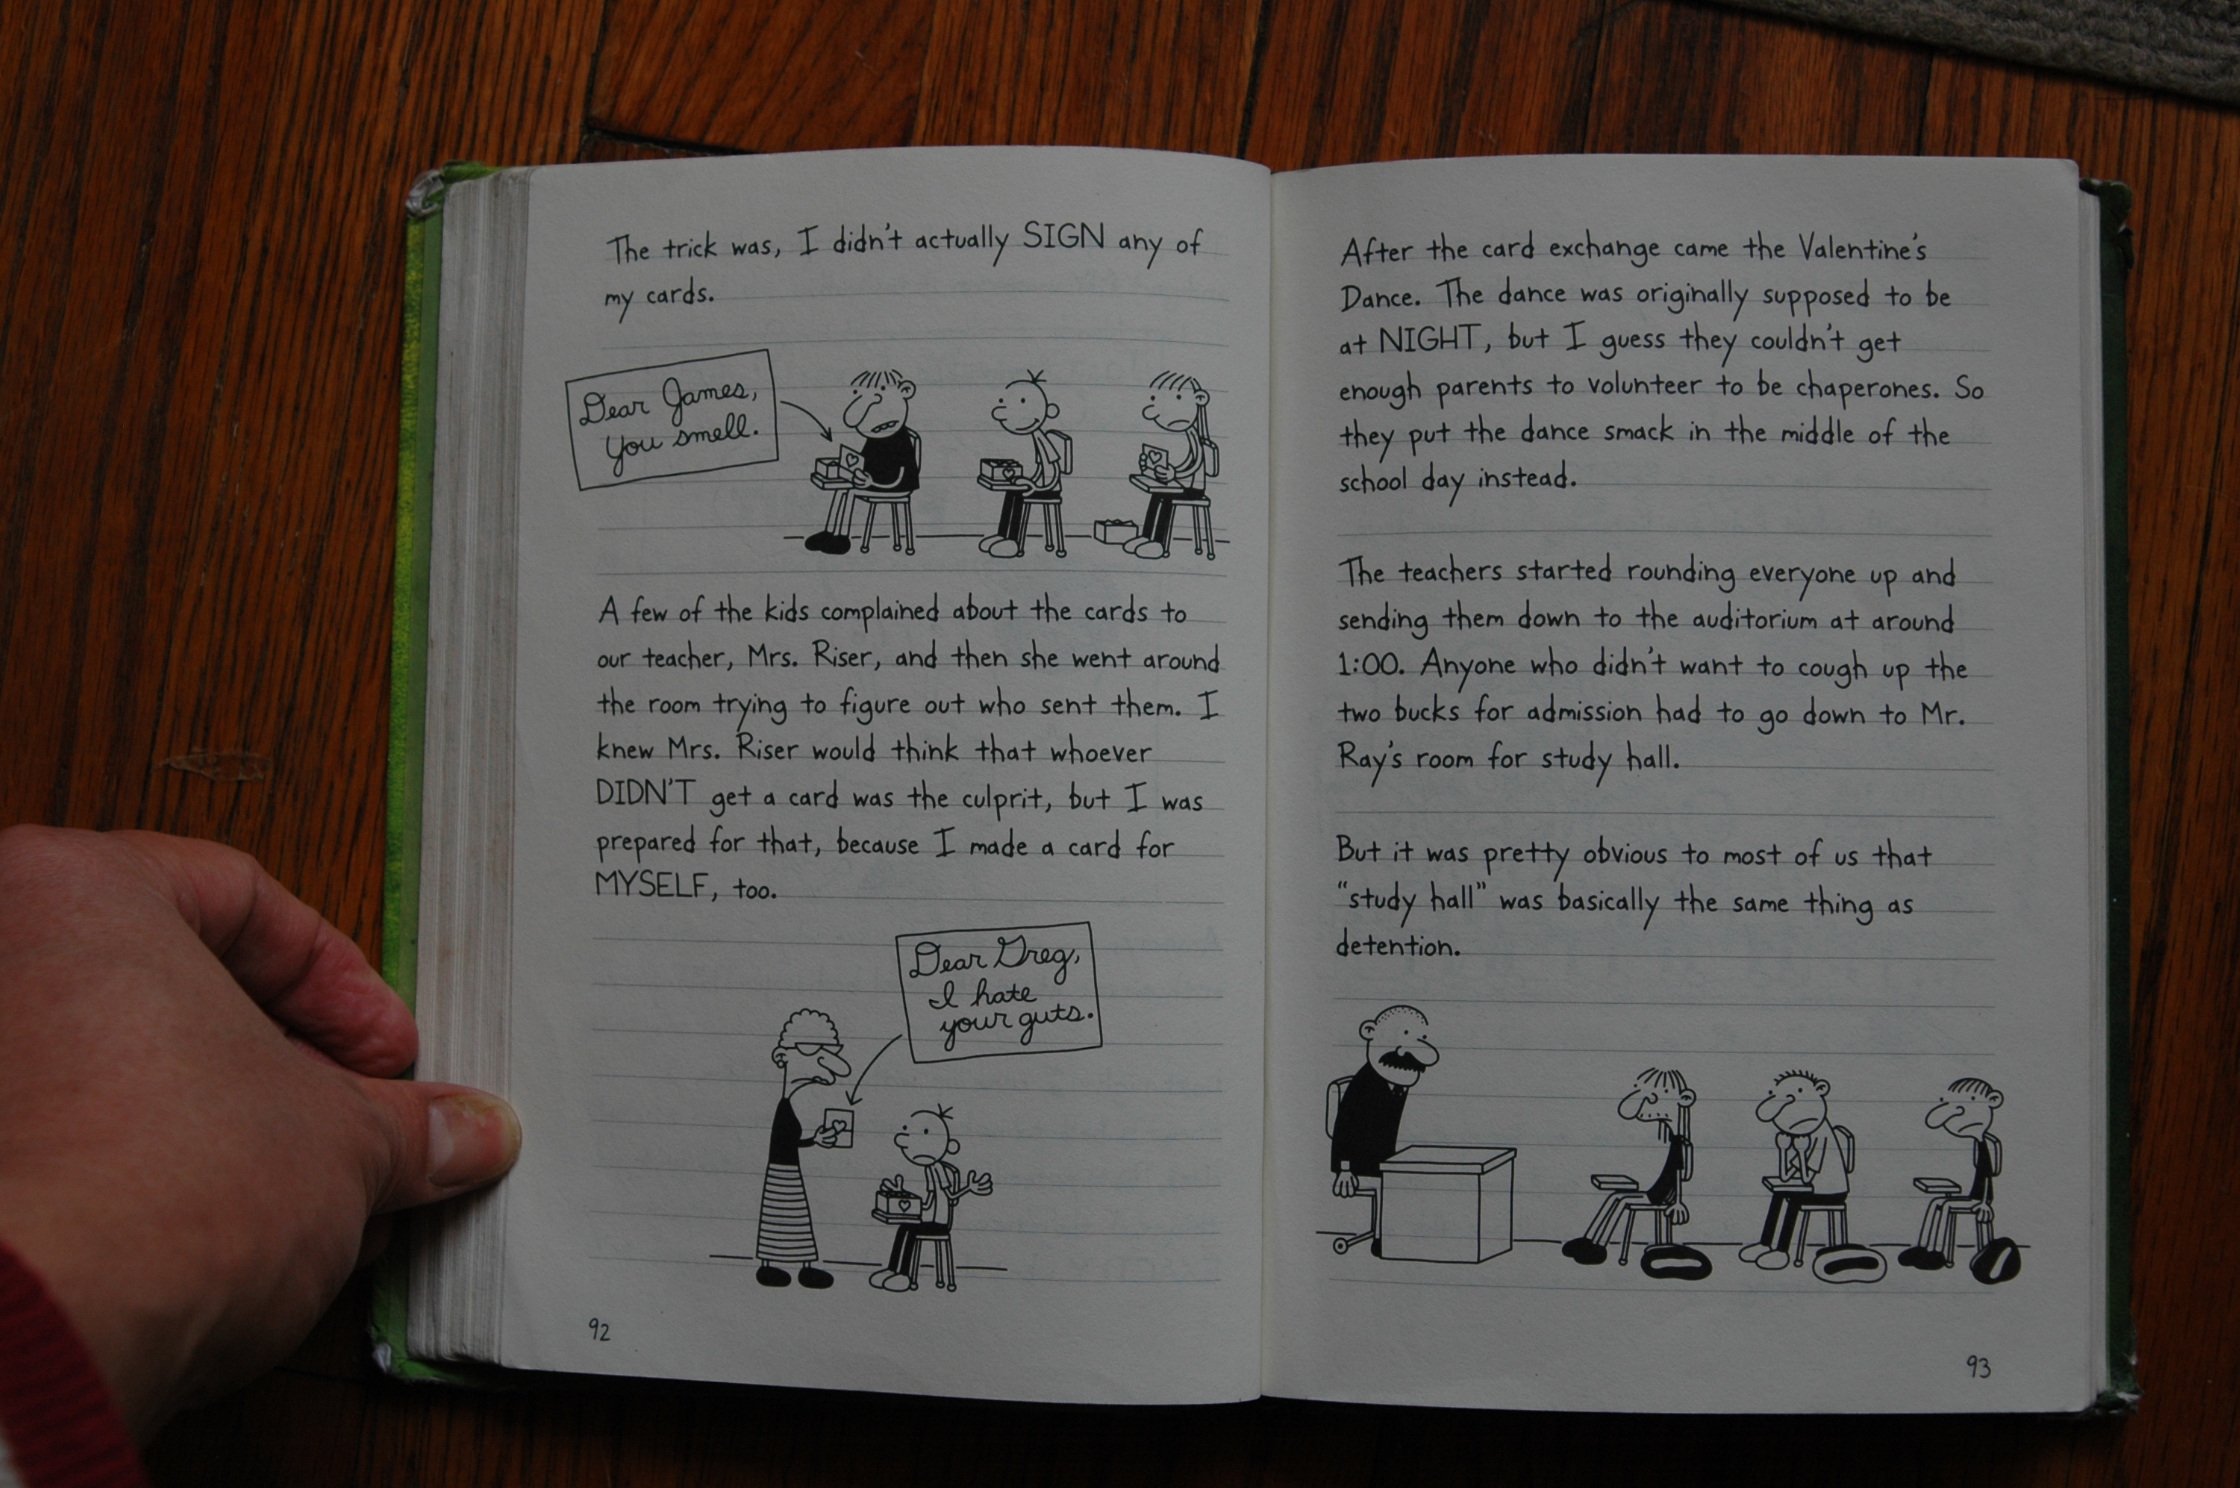 The trick was, I didn't actually SIGN any of
my cards.
Dear James,
You smell.
A few of the kids complained about the cards to
our teacher, Mrs. Riser, and then she went around
the room trying to figure out who sent them. I
knew Mrs. Riser would think that whoever
DIDN'T get a card was the culprit, but I was
prepared for that, because I made a card for
MYSELF, too.
Dear Greg,
I hate
your guts.
92
After the card exchange came the Valentine's
Dance. The dance was originally supposed to be
at NIGHT, but I guess they couldn't get
enough parents to volunteer to be chaperones. So
they put the dance smack in the middle of the
school day instead.
The teachers started rounding everyone up and
sending them down to the auditorium at around
1:00. Anyone who didn't want to cough up the
two bucks for admission had to go down to Mr.
Ray's room for study hall.
But it was pretty obvious to most of us that
"study hall" was basically the same thing as
detention.
93